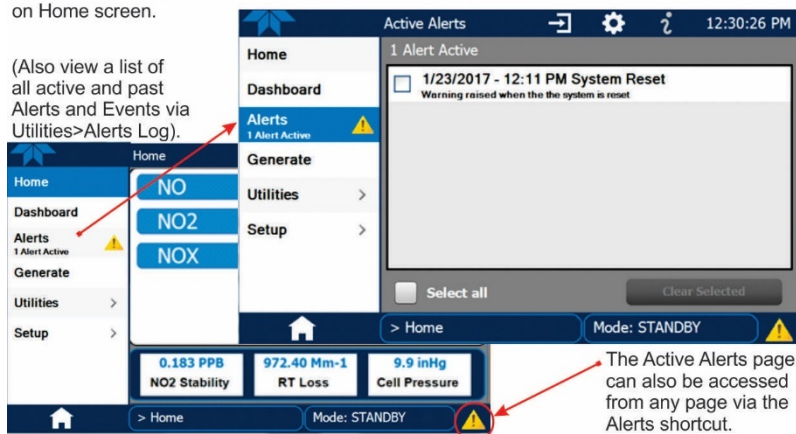 on Home screen.
(Also view a list of
all active and past
Alerts and Events via
Utilities>Alerts Log).
Active Alerts
12:30:26 PM
Home
Dashboard
Alerts
1 Alert Active
Generate
Utilities >
Setup >
1 Alert Active
1/23/2017 - 12:11 PM System Reset
Warning raised when the the system is reset
Select all
Clear Selected
> Home
Mode: STANDBY
Home
Home
Dashboard
Alerts
1 Alert Active
Generate
Utilities >
Setup >
NO
NO2
NOX
0.183 PPB
NO2 Stability
972.40 Mm-1
RT Loss
9.9 inHg
Cell Pressure
> Home
Mode: STANDBY
The Active Alerts page
can also be accessed
from any page via the
Alerts shortcut.